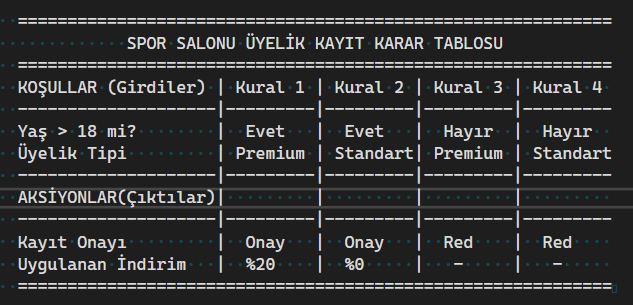 ============================================================
SPOR SALONU ÜYELİK KAYIT KARAR TABLOSU
============================================================
KOŞULLAR (Girdiler) | Kural 1 | Kural 2 | Kural 3 | Kural 4
--------------------|---------|---------|---------|---------
Yaş > 18 mi?        |  Evet   |  Evet   |  Hayır  |  Hayır
Üyelik Tipi         | Premium | Standart| Premium | Standart
AKSİYONLAR(Çıktılar)|         |         |         |
--------------------|---------|---------|---------|---------
Kayıt Onayı         |  Onay   |  Onay   |  Red    |  Red
Uygulanan İndirim   |  %20    |  %0     |   -     |   -
============================================================